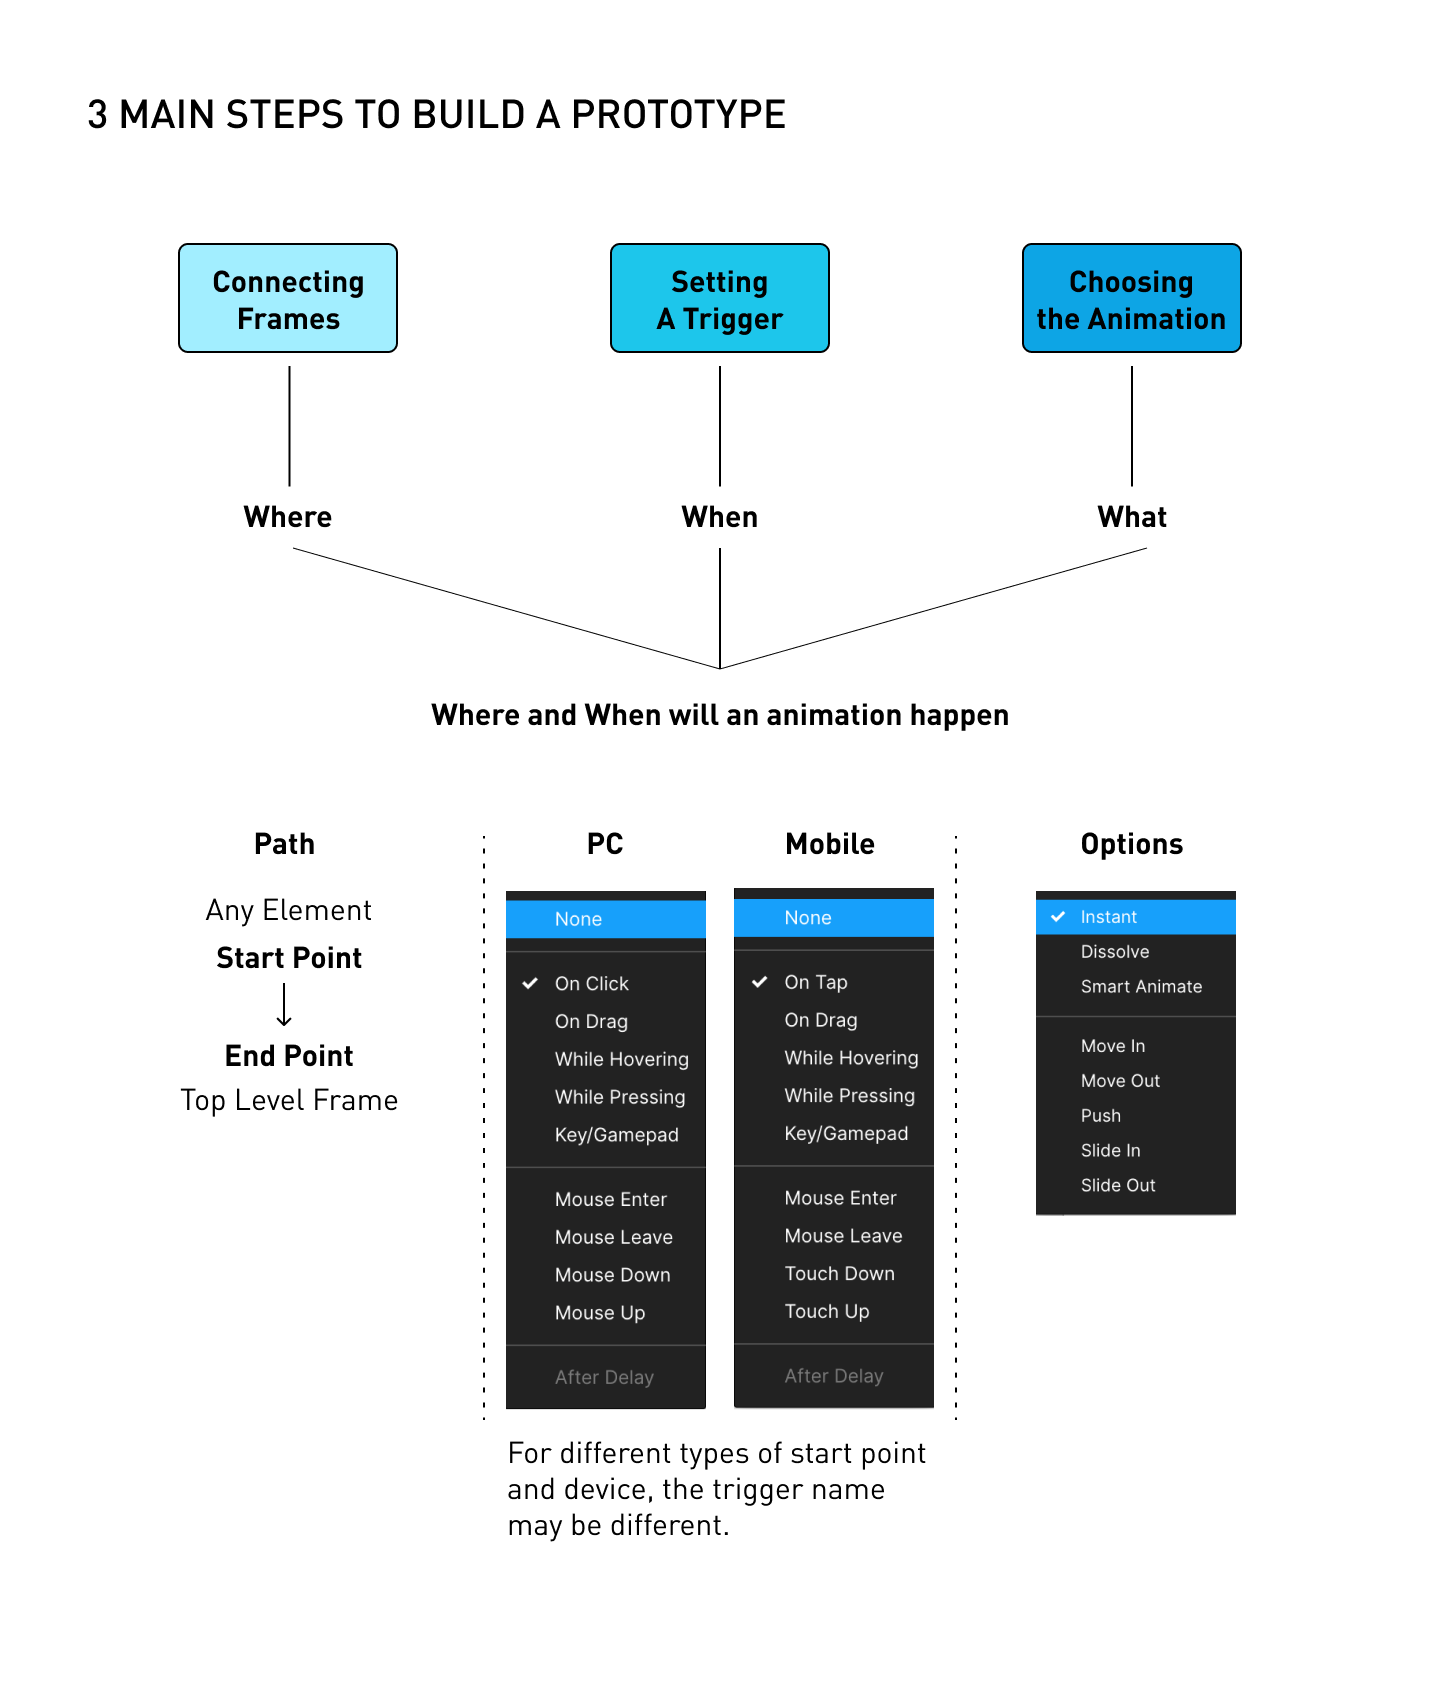 3 MAIN STEPS TO BUILD A PROTOTYPE
Connecting
Frames
Setting
A Trigger
Choosing
the Animation
Where
When
What
Where and When will an animation happen
Path
Any Element
Start Point
End Point
Top Level Frame
PC
None
On Click
On Drag
While Hovering
While Pressing
Key/Gamepad
Mouse Enter
Mouse Leave
Mouse Down
Mouse Up
After Delay
Mobile
None
On Tap
On Drag
While Hovering
While Pressing
Key/Gamepad
Mouse Enter
Mouse Leave
Touch Down
Touch Up
After Delay
For different types of start point
and device, the trigger name
may be different.
Options
Instant
Dissolve
Smart Animate
Move In
Move Out
Push
Slide In
Slide Out